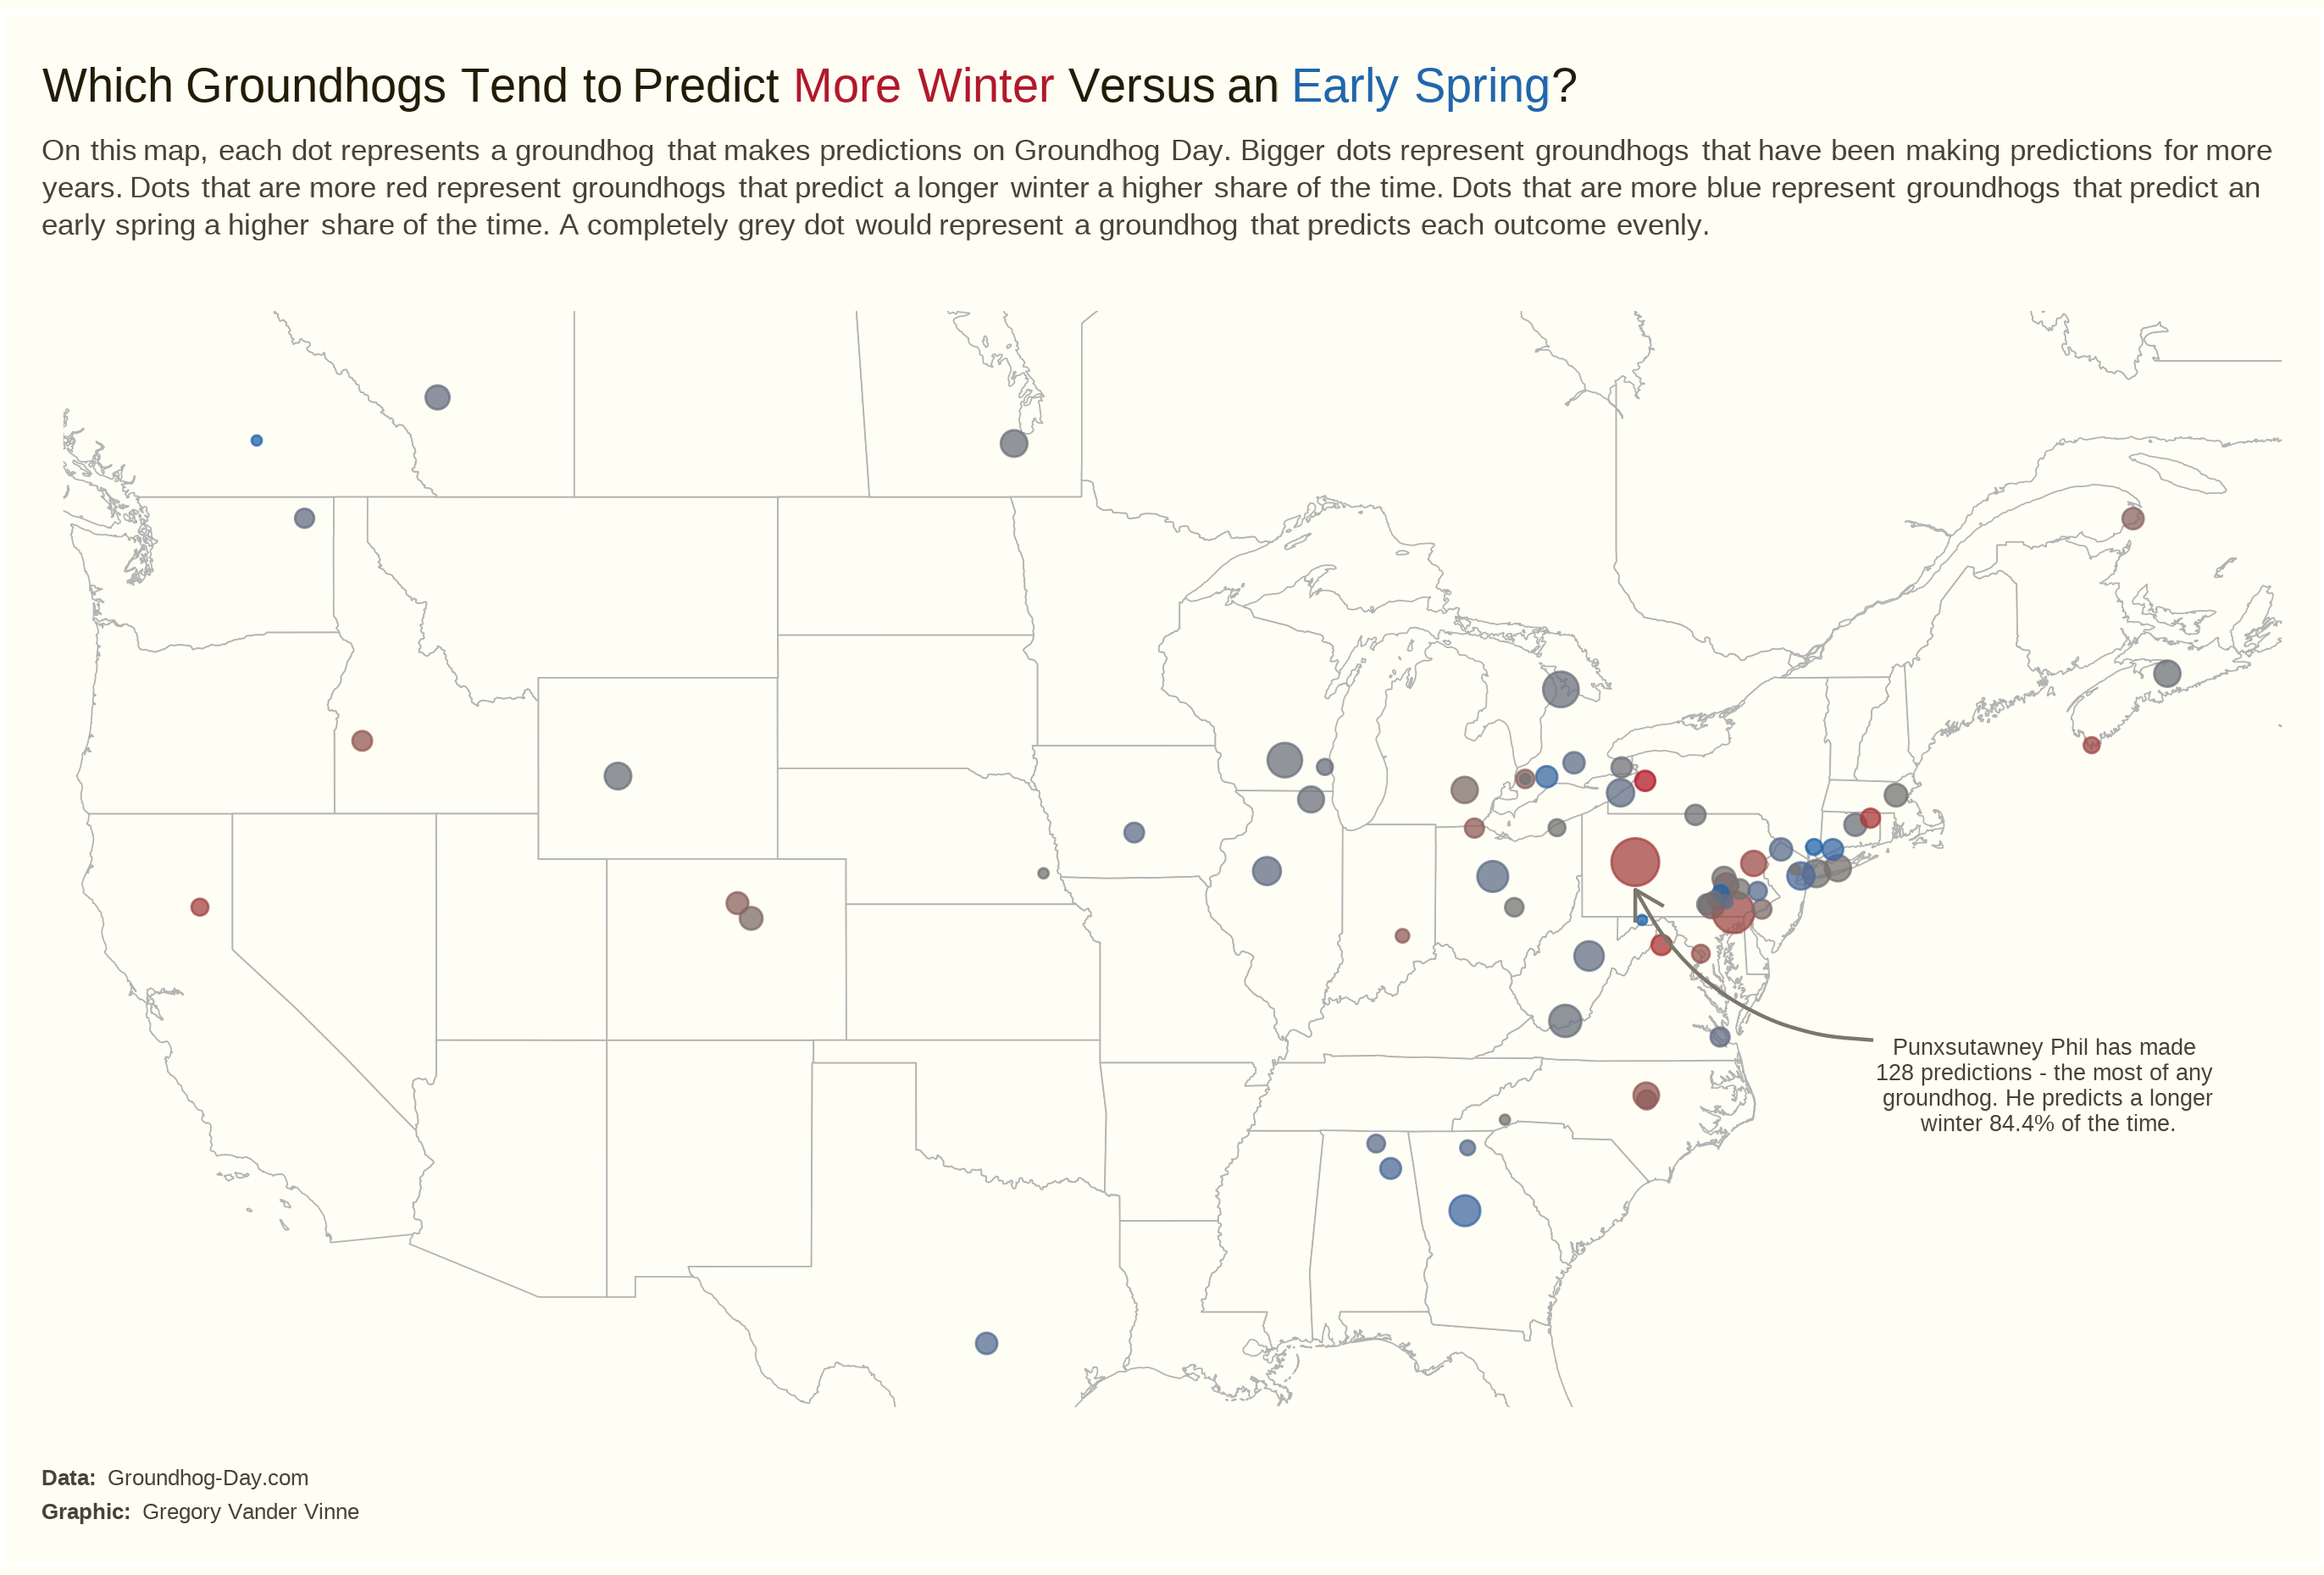 Which Groundhogs Tend to Predict More Winter Versus an Early Spring?
On this map, each dot represents a groundhog that makes predictions on Groundhog Day. Bigger dots represent groundhogs that have been making predictions for more
years. Dots that are more red represent groundhogs that predict a longer winter a higher share of the time. Dots that are more blue represent groundhogs that predict an
early spring a higher share of the time. A completely grey dot would represent a groundhog that predicts each outcome evenly.
Punxsutawney Phil has made
128 predictions - the most of any
groundhog. He predicts a longer
winter 84.4% of the time.
Data: Groundhog-Day.com
Graphic: Gregory Vander Vinne